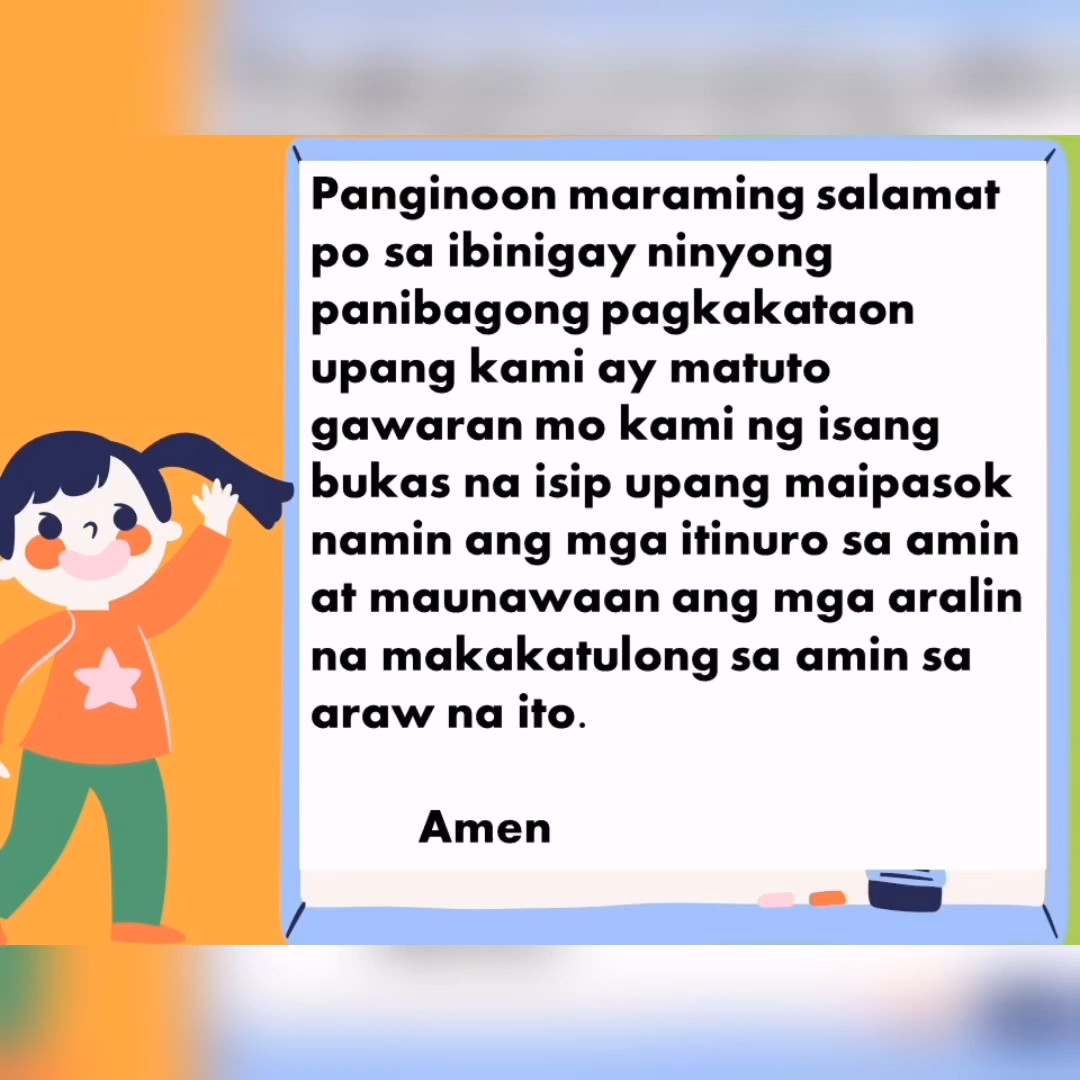 Panginoon maraming salamat
po sa ibinigay ninyong
panibagong pagkakataon
upang kami ay matuto
gawaran mo kami ng isang
bukas na isip upang maipasok
namin ang mga itinuro sa amin
at maunawaan ang mga aralin
na makakatulong sa amin sa
araw na ito.
Amen